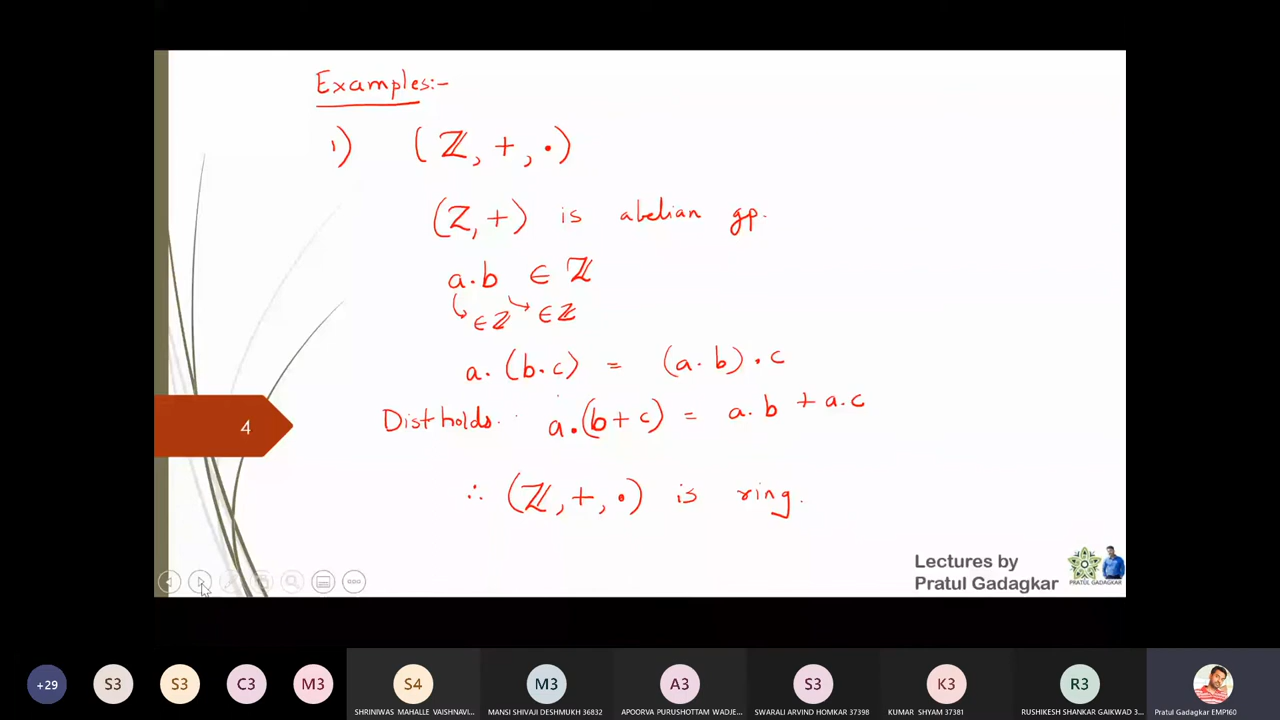 Examples:-
1) (ℤ, +, •)
(ℤ, +) is abelian gp.
a.b ∈ ℤ
∈ℤ ∈ℤ
a. (b.c) = (a.b) . c
Dist holds. a.(b+c) = a.b + a.c
4
∴ (ℤ, +, •) is ring.
Lectures by
Pratul Gadagkar
PRATUL GADAGKAR
+29 S3 S3 C3 M3 S4 M3 A3 S3 K3 R3
SHRINIWAS MAHALLE VAISHNAVI... MANSI SHIVAJI DESHMUKH 36832 APOORVA PURUSHOTTAM WADJE... SWARALI ARVIND HOMKAR 37398 KUMAR SHYAM 37381 RUSHIKESH SHANKAR GAIKWAD 3... Pratul Gadagkar EMP160